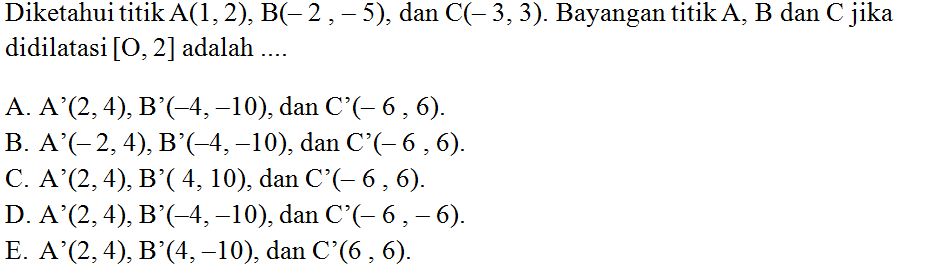 Diketahui titik A(1, 2), B(– 2 , – 5), dan C(– 3, 3). Bayangan titik A, B dan C jika
didilatasi [O, 2] adalah ....
A. A’(2, 4), B’(–4, –10), dan C’(– 6 , 6).
B. A’(– 2, 4), B’(–4, –10), dan C’(– 6 , 6).
C. A’(2, 4), B’( 4, 10), dan C’(– 6 , 6).
D. A’(2, 4), B’(–4, –10), dan C’(– 6 , – 6).
E. A’(2, 4), B’(4, –10), dan C’(6 , 6).